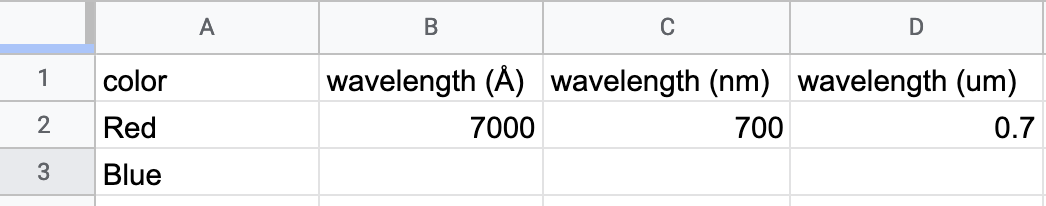 A B C D
1 color wavelength (Å) wavelength (nm) wavelength (um)
2 Red 7000 700 0.7
3 Blue